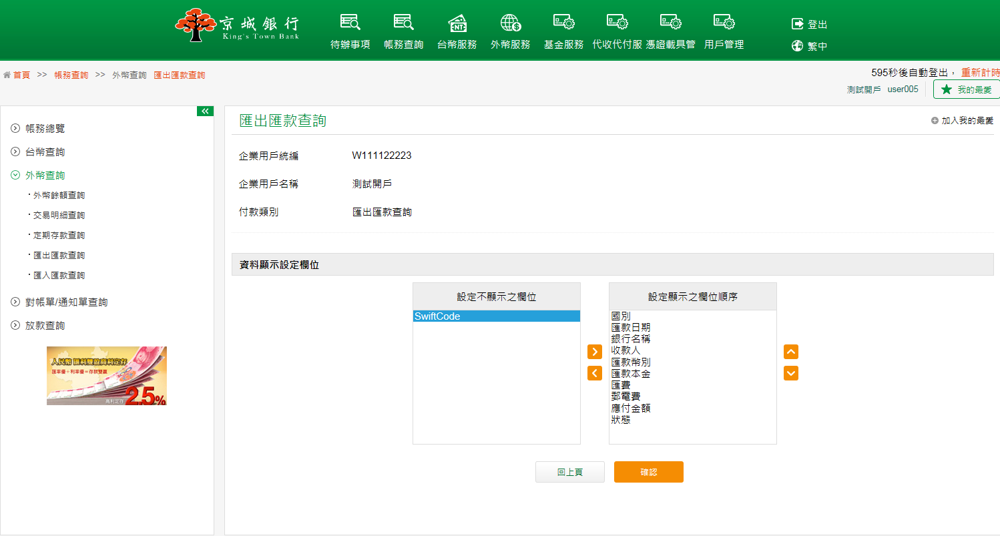 京城銀行
King's Town Bank
待辦事項 帳務查詢 台幣服務 外幣服務 基金服務 代收代付服 憑證載具管 用戶管理
登出
繁中
首頁 >> 帳務查詢 >> 外幣查詢 匯出匯款查詢
595秒後自動登出， 重新計時
測試開戶 user005 我的最愛
帳務總覽
台幣查詢
外幣查詢
外幣餘額查詢
交易明細查詢
定期存款查詢
匯出匯款查詢
匯入匯款查詢
對帳單/通知單查詢
放款查詢
人民幣 匯利雙盈高利定存
匯率優+利率優=存款雙贏
高利定存 2.5%
匯出匯款查詢 加入我的最愛
企業用戶統編 W111122223
企業用戶名稱 測試開戶
付款類別 匯出匯款查詢
資料顯示設定欄位
設定不顯示之欄位
SwiftCode
設定顯示之欄位順序
國別
匯款日期
銀行名稱
收款人
匯款幣別
匯款本金
匯費
郵電費
應付金額
狀態
回上頁 確認